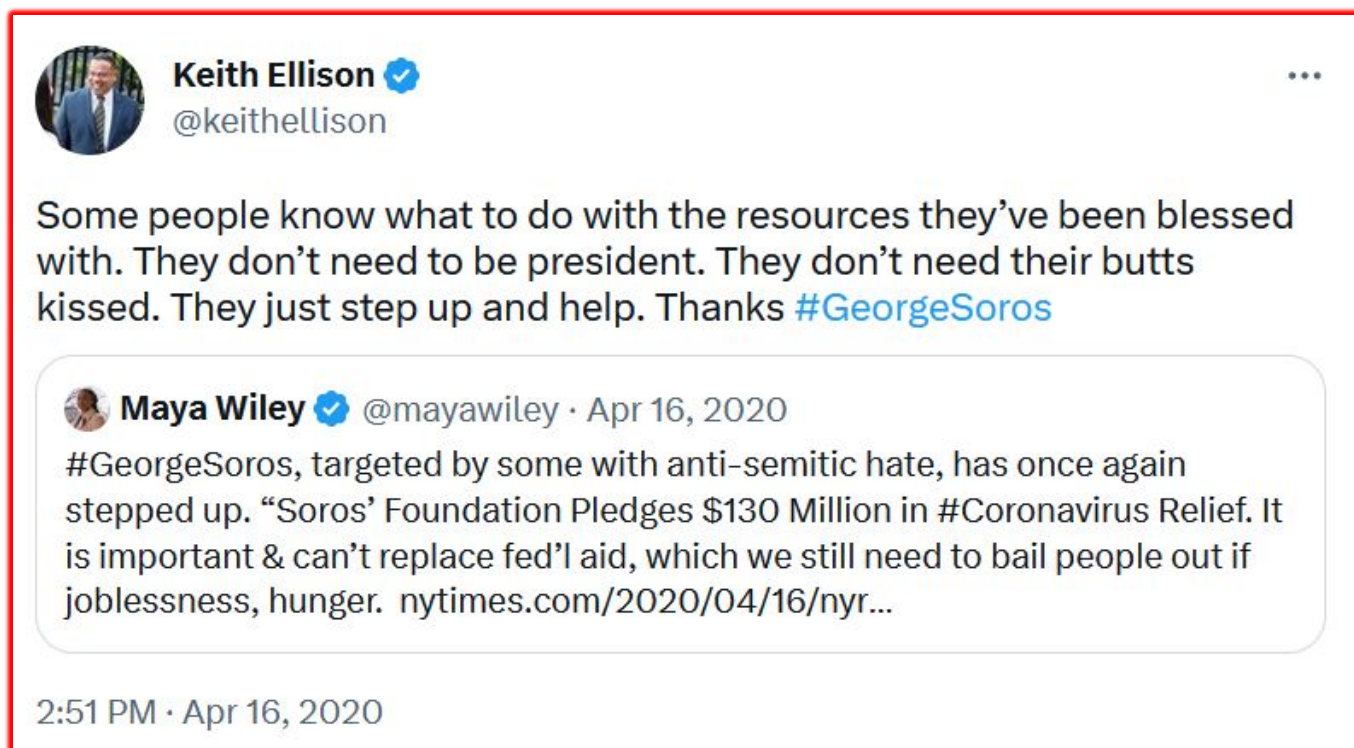 Keith Ellison
@keithellison
Some people know what to do with the resources they’ve been blessed
with. They don’t need to be president. They don’t need their butts
kissed. They just step up and help. Thanks #GeorgeSoros
Maya Wiley @mayawiley · Apr 16, 2020
#GeorgeSoros, targeted by some with anti-semitic hate, has once again
stepped up. “Soros’ Foundation Pledges $130 Million in #Coronavirus Relief. It
is important & can’t replace fed’l aid, which we still need to bail people out if
joblessness, hunger. nytimes.com/2020/04/16/nyr...
2:51 PM · Apr 16, 2020